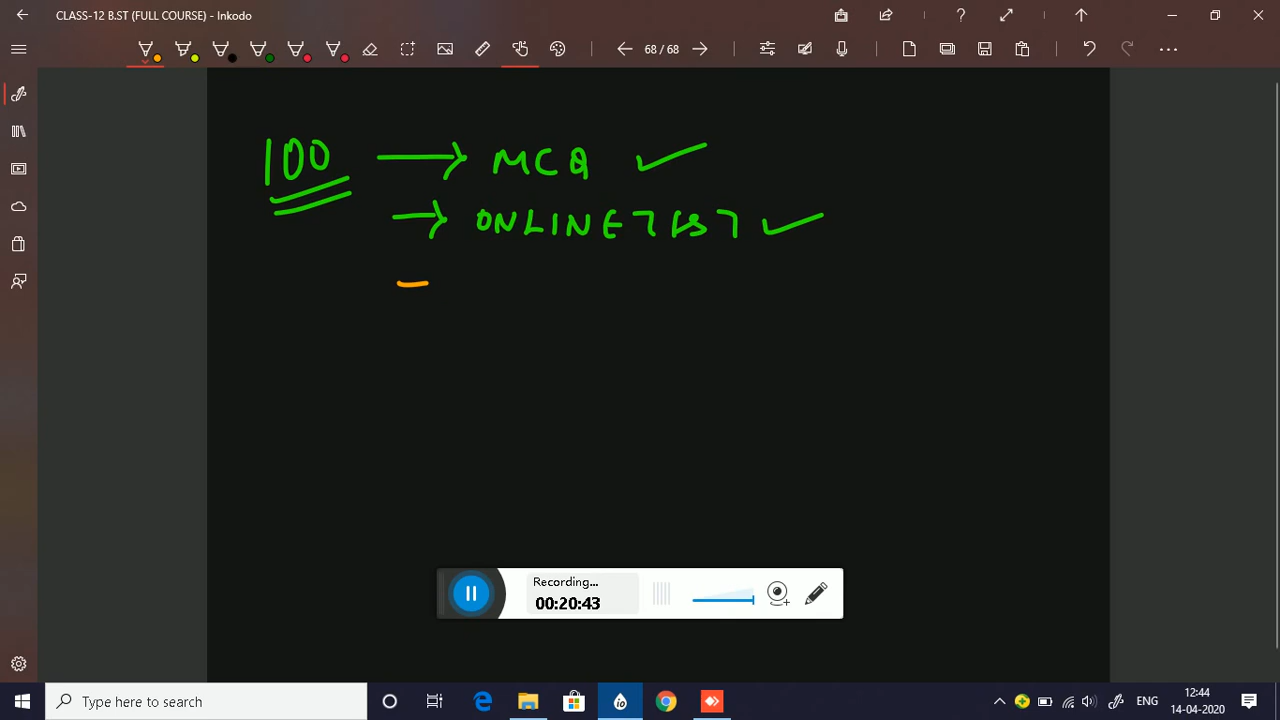 CLASS-12 B.ST (FULL COURSE) - Inkodo
68 / 68
100 → MCQ ✓
→ ONLINE TEST ✓
Recording...
00:20:43
Type here to search
ENG
12:44
14-04-2020